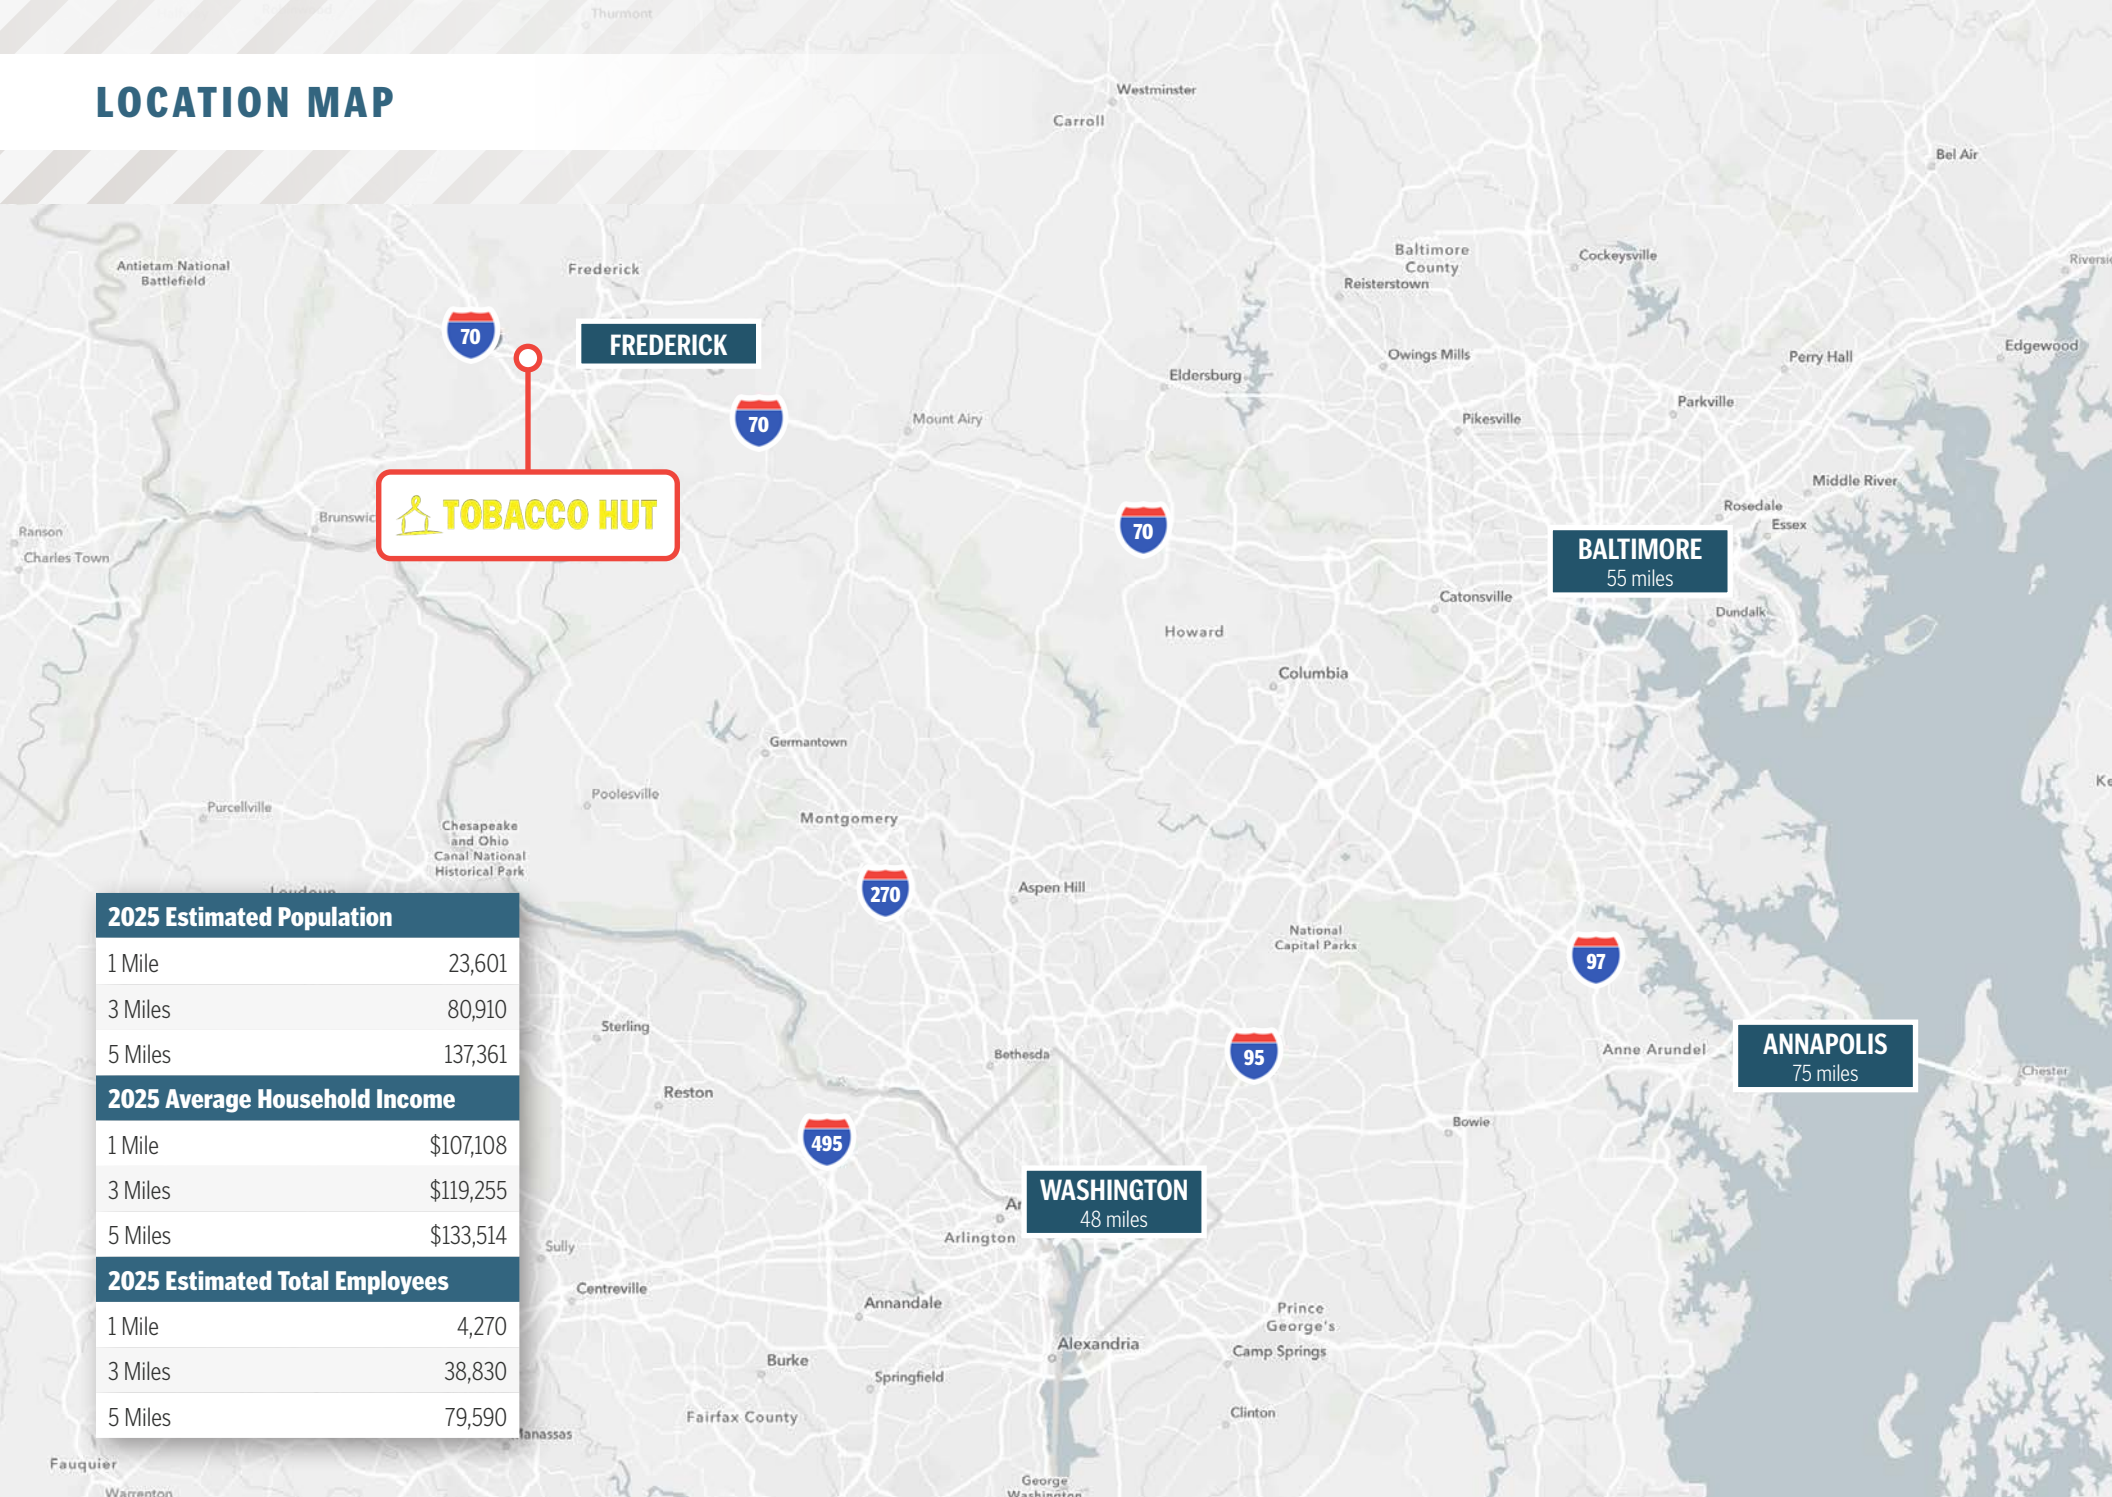 Thurmont
LOCATION MAP
Westminster
Carroll
Bel Air
Antietam National
Battlefield
Frederick
Baltimore
County
Reisterstown
Cockeysville
70
FREDERICK
Owings Mills
Perry Hall
Edgewood
Eldersburg
70
Mount Airy
Pikesville
Parkville
TOBACCO HUT
Middle River
Rosedale
Essex
Ranson
Charles Town
70
BALTIMORE
55 miles
Catonsville
Dundalk
Howard
Columbia
Germantown
Poolesville
Purcellville
Montgomery
Chesapeake
and Ohio
Canal National
Historical Park
270
Aspen Hill
2025 Estimated Population
1 Mile 23,601
3 Miles 80,910
5 Miles 137,361
2025 Average Household Income
1 Mile $107,108
3 Miles $119,255
5 Miles $133,514
2025 Estimated Total Employees
1 Mile 4,270
3 Miles 38,830
5 Miles 79,590
National
Capital Parks
97
Sterling
Bethesda
95
Anne Arundel
ANNAPOLIS
75 miles
Chester
Reston
Bowie
495
WASHINGTON
48 miles
Arlington
Sully
Centreville
Annandale
Prince
George's
Alexandria
Camp Springs
Burke
Springfield
Fairfax County
Clinton
Fauquier
George
Washington
Warrenton